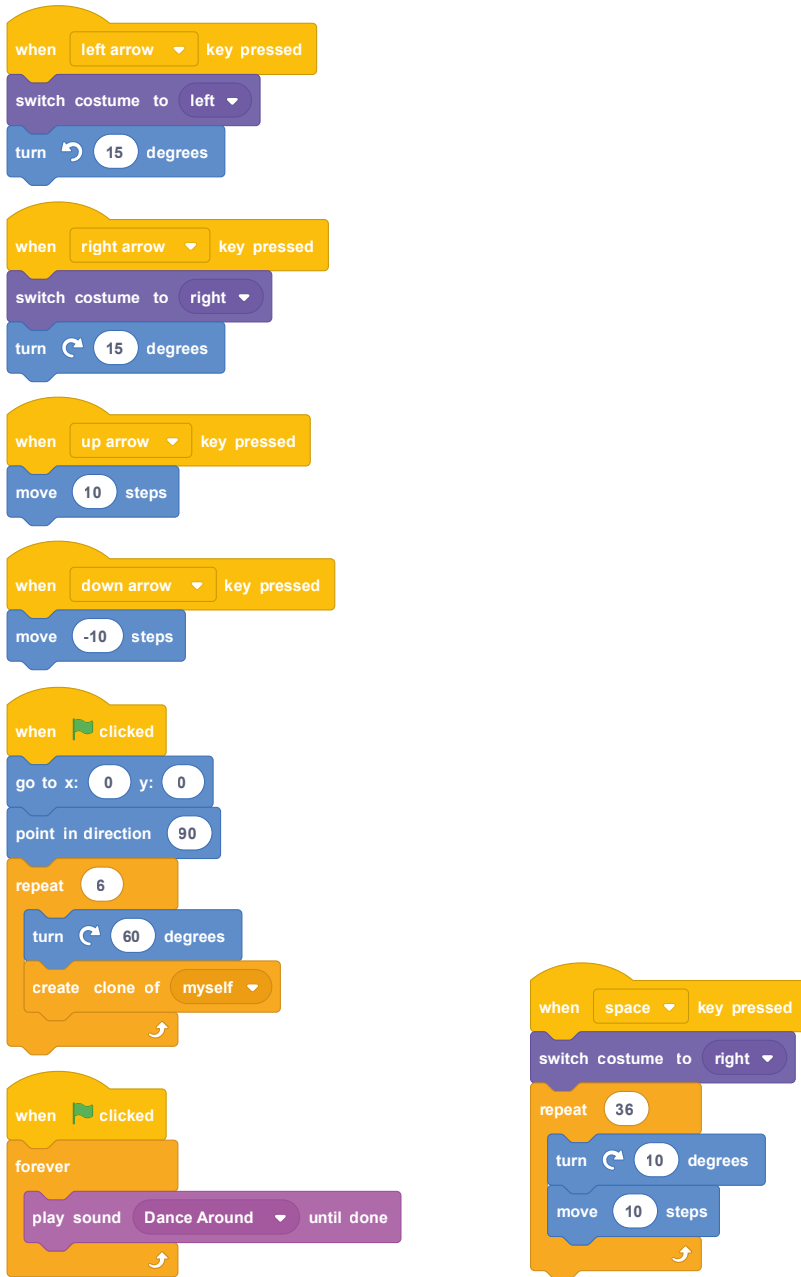 when left arrow key pressed
switch costume to left
turn 15 degrees
when right arrow key pressed
switch costume to right
turn 15 degrees
when up arrow key pressed
move 10 steps
when down arrow key pressed
move -10 steps
when clicked
go to x: 0 y: 0
point in direction 90
repeat 6
turn 60 degrees
create clone of myself
when clicked
forever
play sound Dance Around until done
when space key pressed
switch costume to right
repeat 36
turn 10 degrees
move 10 steps